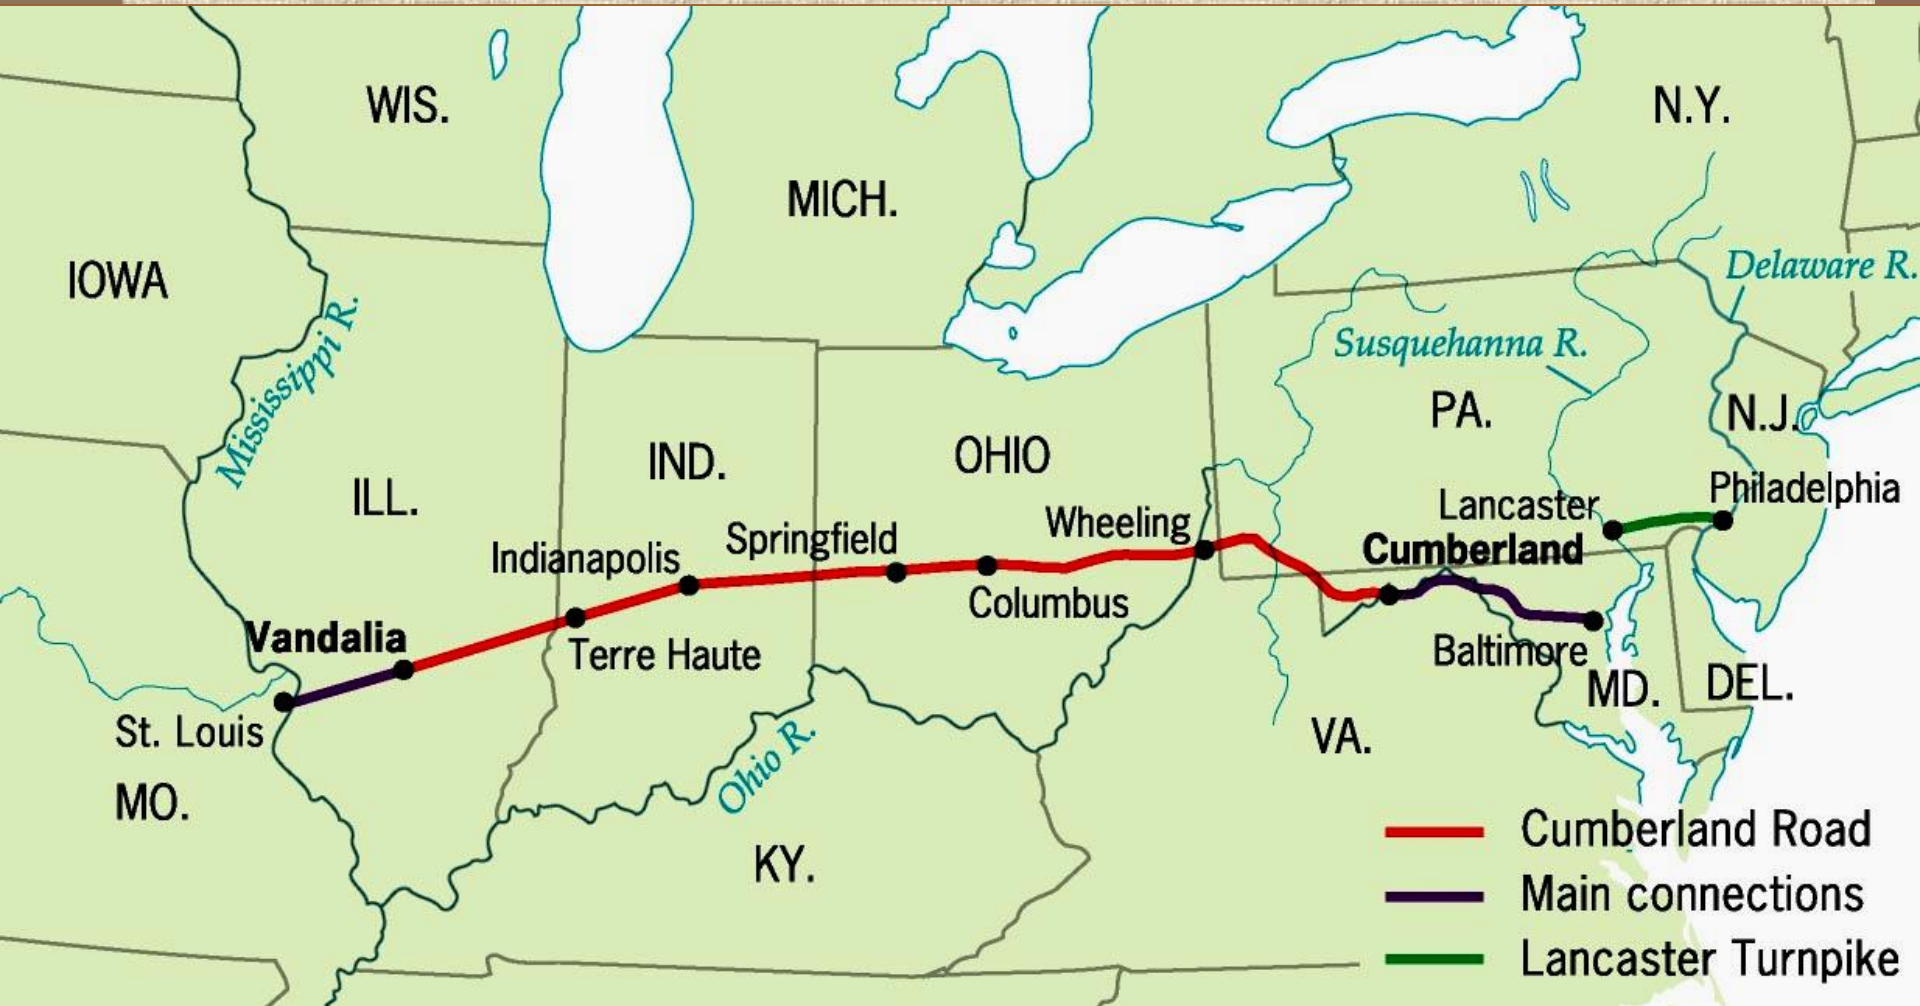 WIS.
N.Y.
MICH.
IOWA
Delaware R.
Mississippi R.
Susquehanna R.
PA.
N.J.
IND.
OHIO
ILL.
Philadelphia
Lancaster
Wheeling
Springfield
Indianapolis
Cumberland
Columbus
Vandalia
Terre Haute
Baltimore
MD.
DEL.
St. Louis
VA.
Ohio R.
MO.
KY.
Cumberland Road
Main connections
Lancaster Turnpike